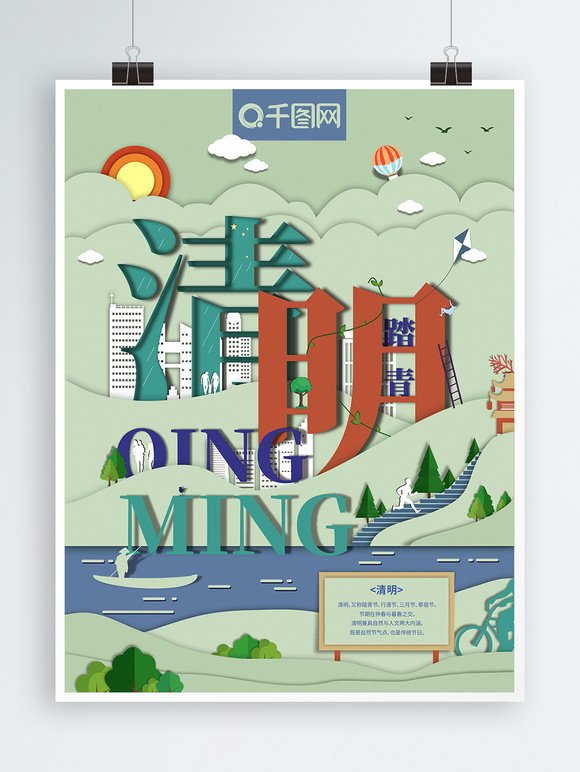 千图网
清明
踏
青
QING
MING
<清明>
清明,又称踏青节、行清节、三月节、祭祖节,
节期在仲春与暮春之交。
清明兼具自然与人文两大内涵,
既是自然节气点,也是传统节日。